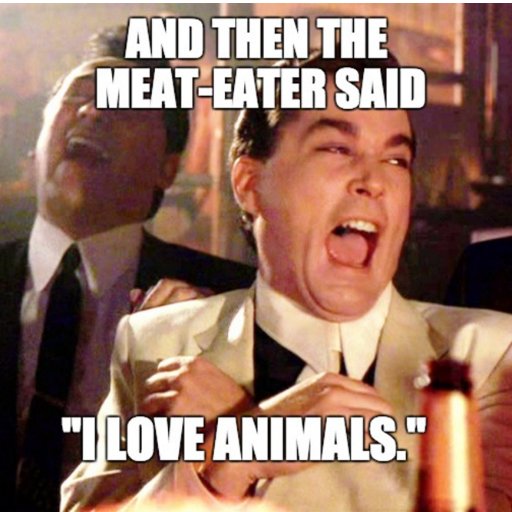 AND THEN THE
MEAT-EATER SAID
"I LOVE ANIMALS."